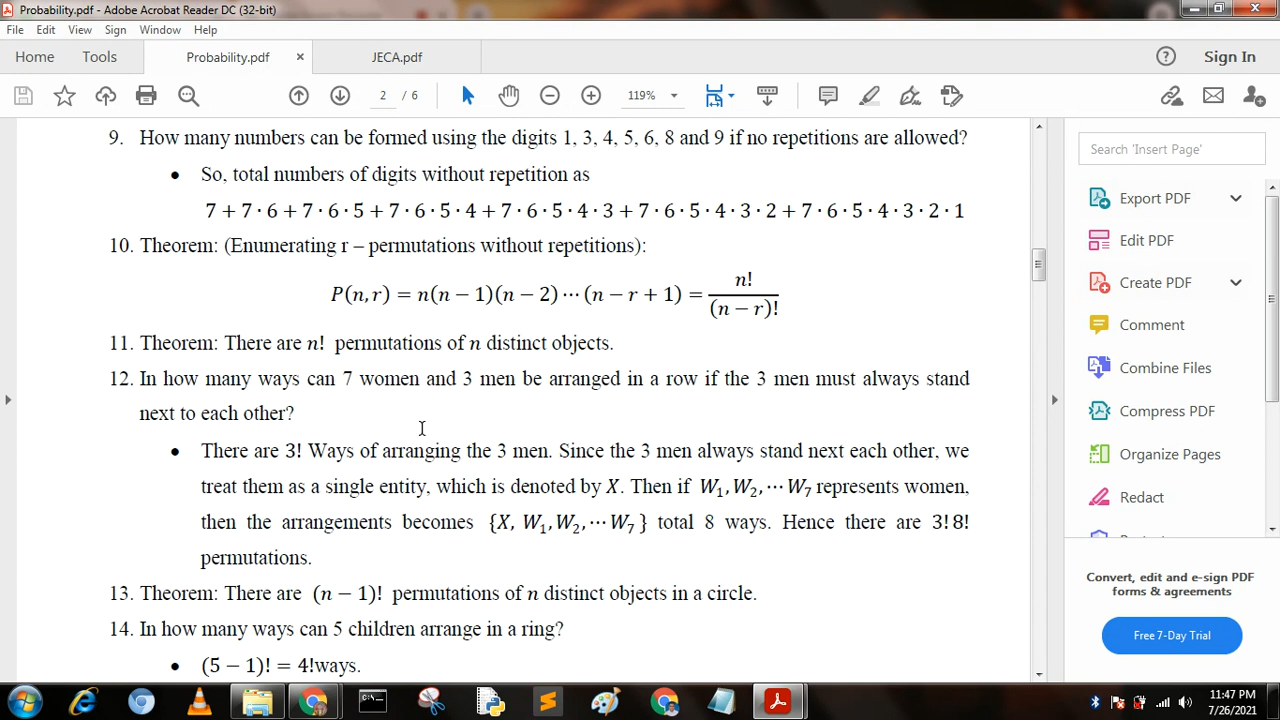 Probability.pdf - Adobe Acrobat Reader DC (32-bit)
File Edit View Sign Window Help
Home Tools Probability.pdf × JECA.pdf Sign In
2 / 6 119%
9. How many numbers can be formed using the digits 1, 3, 4, 5, 6, 8 and 9 if no repetitions are allowed?
• So, total numbers of digits without repetition as
7 + 7 · 6 + 7 · 6 · 5 + 7 · 6 · 5 · 4 + 7 · 6 · 5 · 4 · 3 + 7 · 6 · 5 · 4 · 3 · 2 + 7 · 6 · 5 · 4 · 3 · 2 · 1
10. Theorem: (Enumerating r – permutations without repetitions):
P(n, r) = n(n − 1)(n − 2) ⋯ (n − r + 1) = n! / (n − r)!
11. Theorem: There are n! permutations of n distinct objects.
12. In how many ways can 7 women and 3 men be arranged in a row if the 3 men must always stand
next to each other?
• There are 3! Ways of arranging the 3 men. Since the 3 men always stand next each other, we
treat them as a single entity, which is denoted by X. Then if W₁, W₂, ⋯ W₇ represents women,
then the arrangements becomes {X, W₁, W₂, ⋯ W₇ } total 8 ways. Hence there are 3! 8!
permutations.
13. Theorem: There are (n − 1)! permutations of n distinct objects in a circle.
14. In how many ways can 5 children arrange in a ring?
• (5 − 1)! = 4!ways.
Search 'Insert Page'
Export PDF
Edit PDF
Create PDF
Comment
Combine Files
Compress PDF
Organize Pages
Redact
Convert, edit and e-sign PDF
forms & agreements
Free 7-Day Trial
11:47 PM
7/26/2021